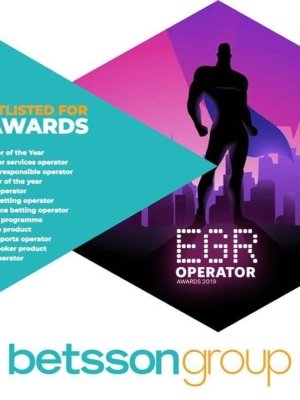 TLISTED FOR
AWARDS
r of the Year
or services operator
responsible operator
r of the year
operator
betting operator
ce betting operator
programme
product
ports operator
oker product
perator
EGR
OPERATOR
AWARDS 2019
betssongroup